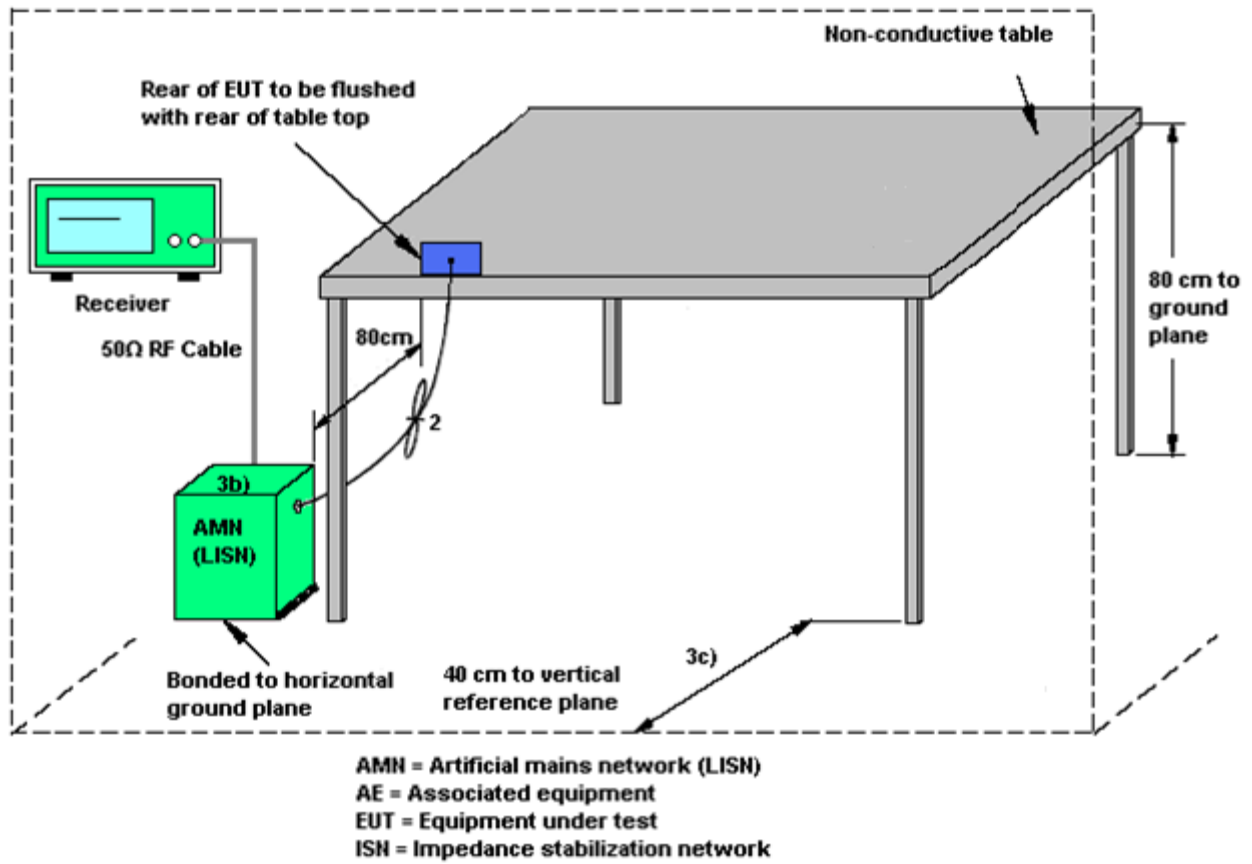 Non-conductive table
Rear of EUT to be flushed
with rear of table top
Receiver
50Ω RF Cable
80cm
80 cm to
ground
plane
2
3b)
AMN
(LISN)
3c)
Bonded to horizontal
ground plane
40 cm to vertical
reference plane
AMN = Artificial mains network (LISN)
AE = Associated equipment
EUT = Equipment under test
ISN = Impedance stabilization network